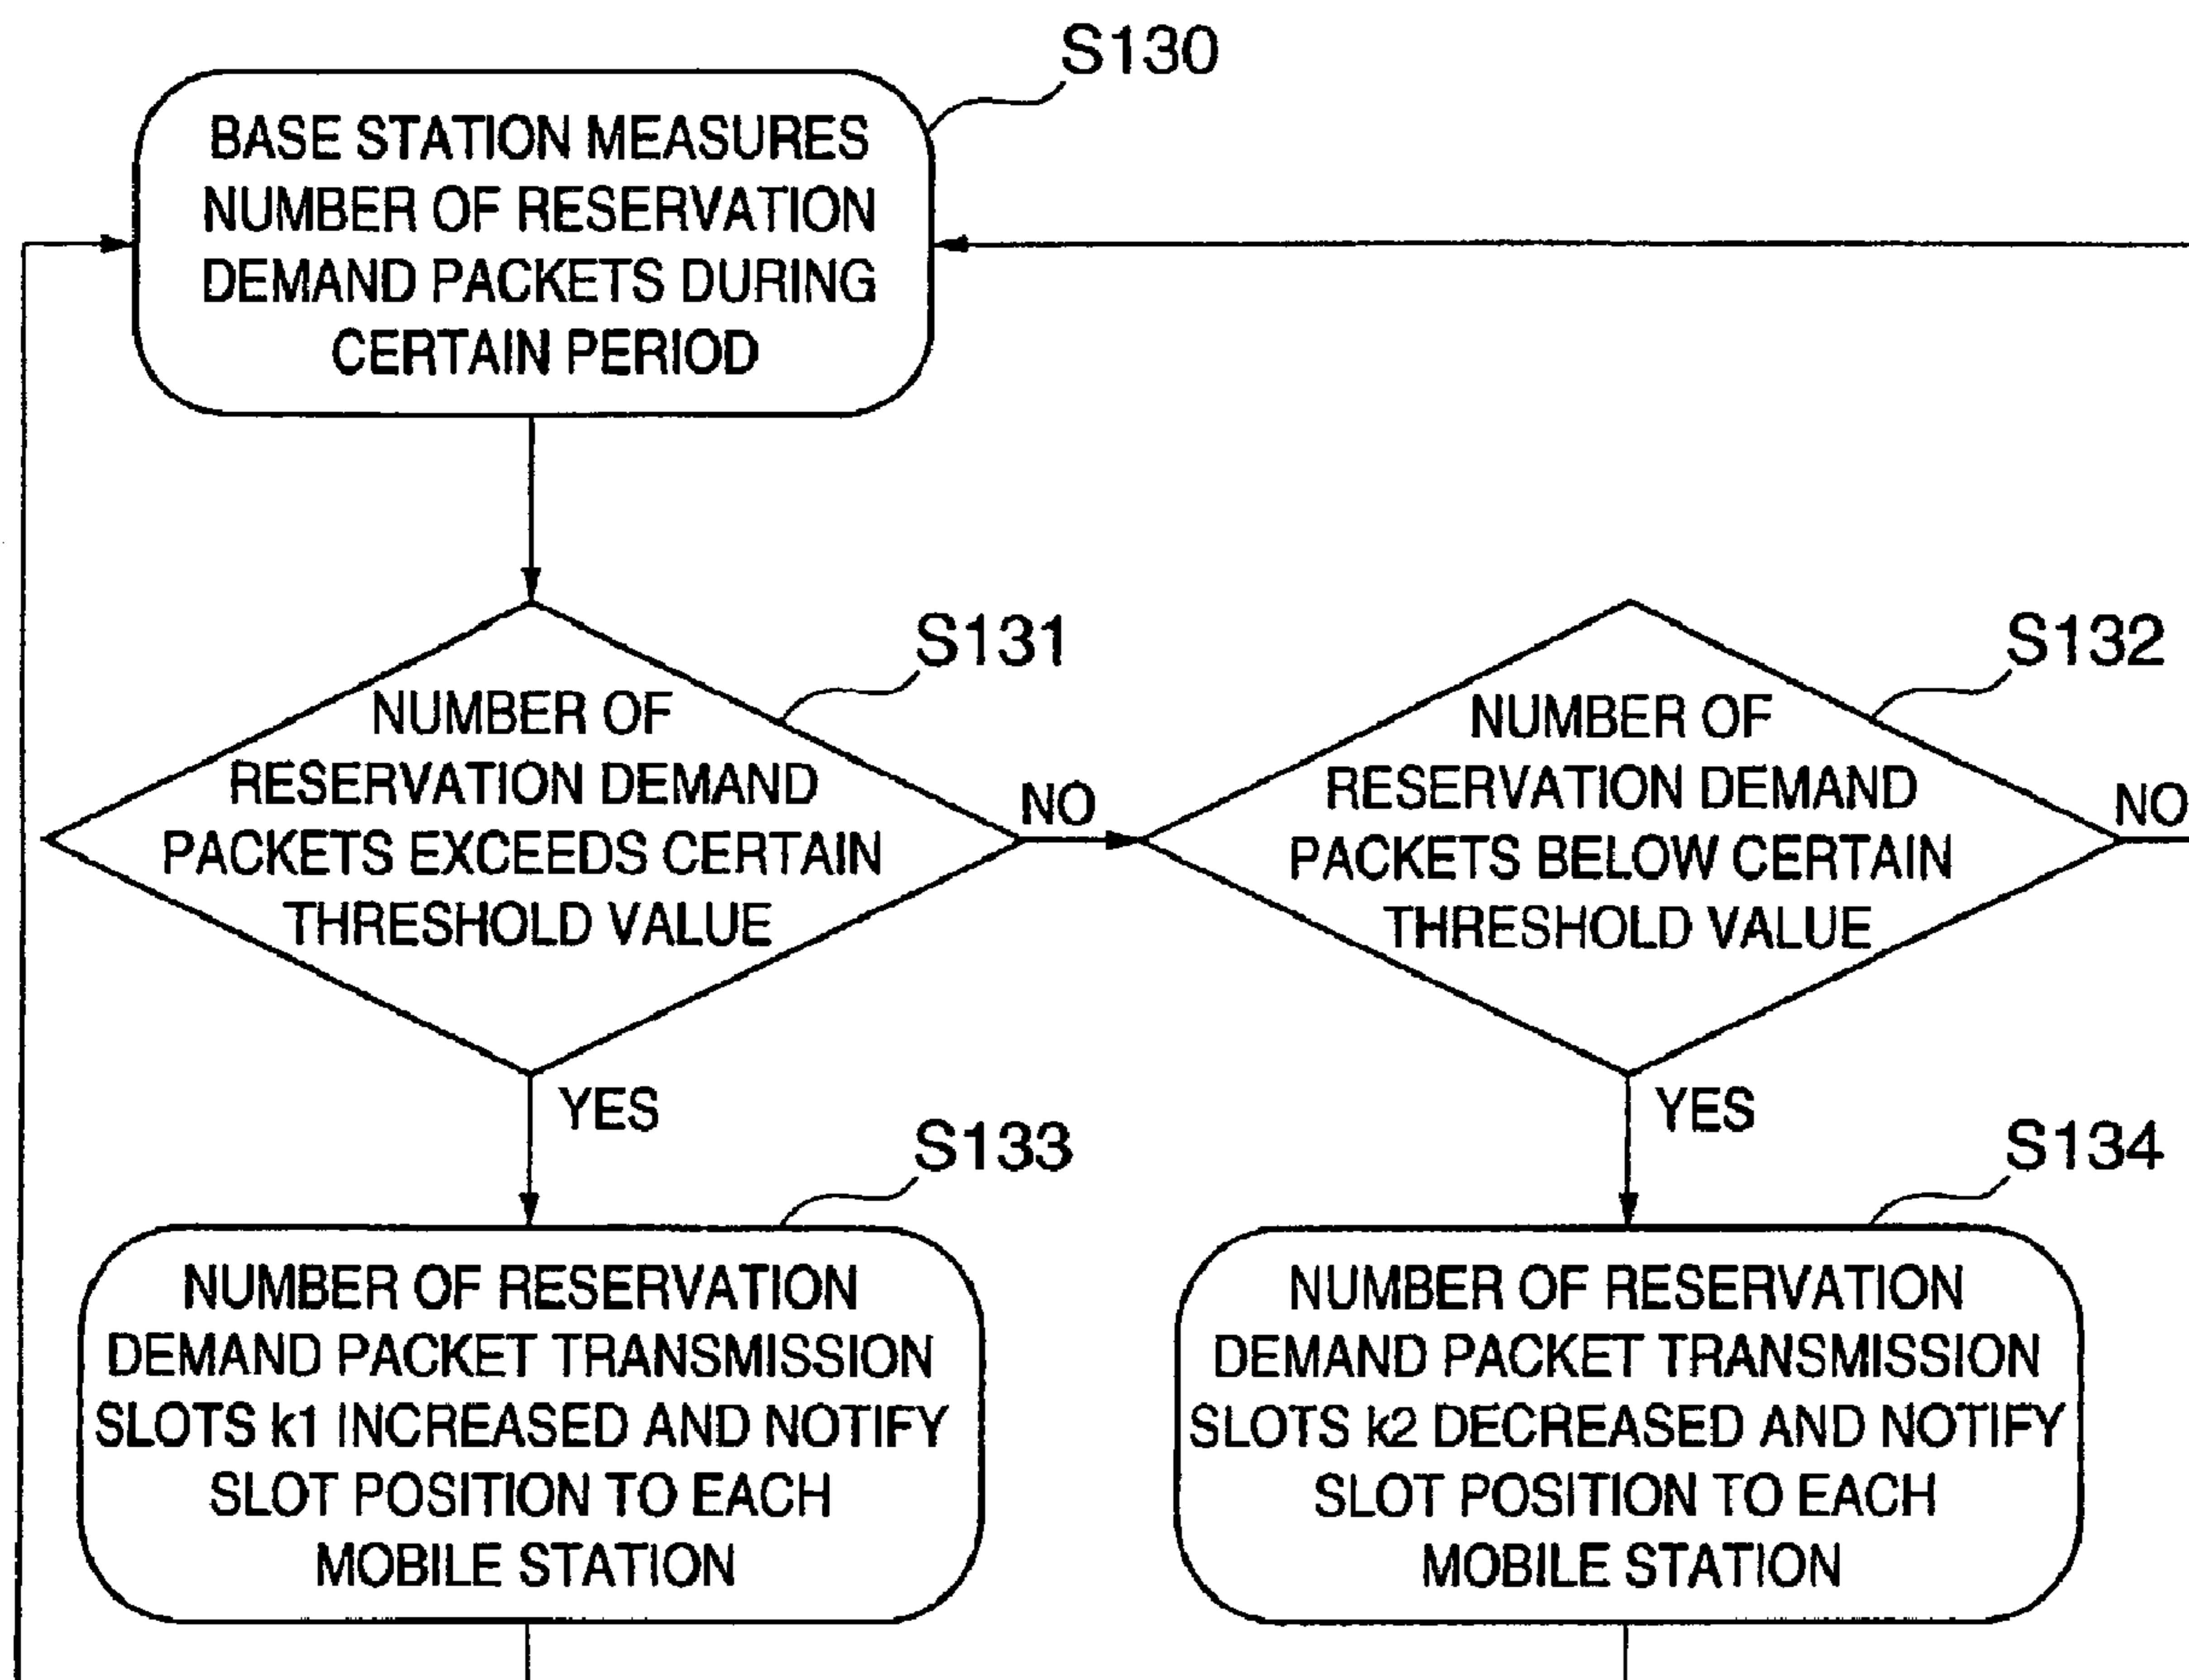 S130
BASE STATION MEASURES
NUMBER OF RESERVATION
DEMAND PACKETS DURING
CERTAIN PERIOD
S131
NUMBER OF
RESERVATION DEMAND
PACKETS EXCEEDS CERTAIN
THRESHOLD VALUE
NO
S132
NUMBER OF
RESERVATION DEMAND
PACKETS BELOW CERTAIN
THRESHOLD VALUE
NO
YES
YES
S133
NUMBER OF RESERVATION
DEMAND PACKET TRANSMISSION
SLOTS k1 INCREASED AND NOTIFY
SLOT POSITION TO EACH
MOBILE STATION
S134
NUMBER OF RESERVATION
DEMAND PACKET TRANSMISSION
SLOTS k2 DECREASED AND NOTIFY
SLOT POSITION TO EACH
MOBILE STATION